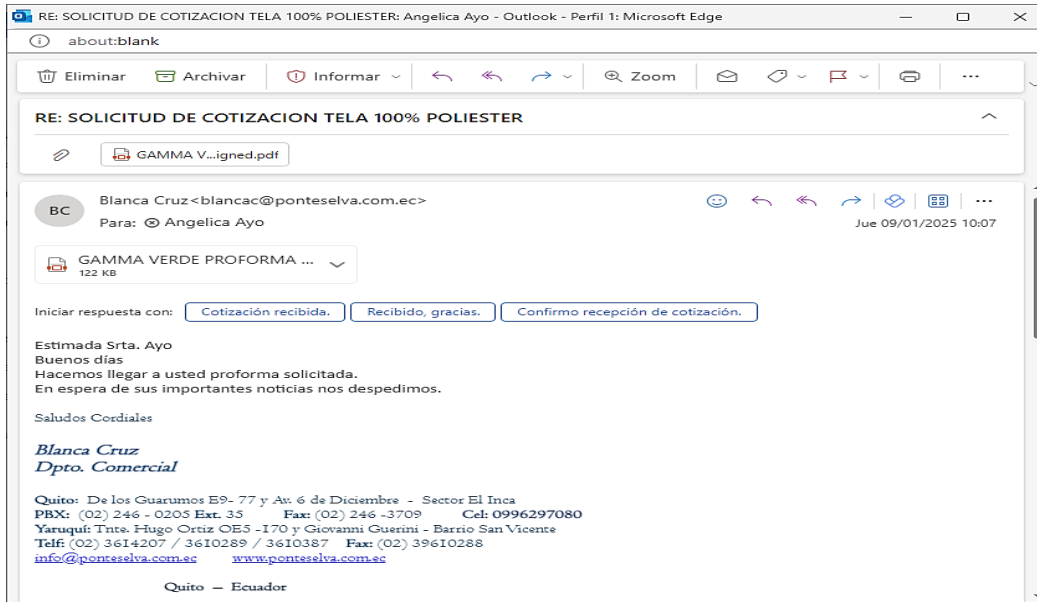 RE: SOLICITUD DE COTIZACION TELA 100% POLIESTER: Angelica Ayo - Outlook - Perfil 1: Microsoft Edge
about:blank
Eliminar Archivar Informar Zoom ...
RE: SOLICITUD DE COTIZACION TELA 100% POLIESTER
GAMMA V...igned.pdf
BC
Blanca Cruz<blancac@ponteselva.com.ec>
Para: Angelica Ayo
Jue 09/01/2025 10:07
GAMMA VERDE PROFORMA ...
122 KB
Iniciar respuesta con: Cotización recibida. Recibido, gracias. Confirmo recepción de cotización.
Estimada Srta. Ayo
Buenos días
Hacemos llegar a usted proforma solicitada.
En espera de sus importantes noticias nos despedimos.
Saludos Cordiales
Blanca Cruz
Dpto. Comercial
Quito: De los Guarumos E9- 77 y Av. 6 de Diciembre - Sector El Inca
PBX: (02) 246 - 0205 Ext. 35 Fax: (02) 246 -3709 Cel: 0996297080
Yaruquí: Tnte. Hugo Ortiz OE5 -170 y Giovanni Guerini - Barrio San Vicente
Telf: (02) 3614207 / 3610289 / 3610387 Fax: (02) 39610288
info@ponteselva.com.ec www.ponteselva.com.ec
Quito – Ecuador